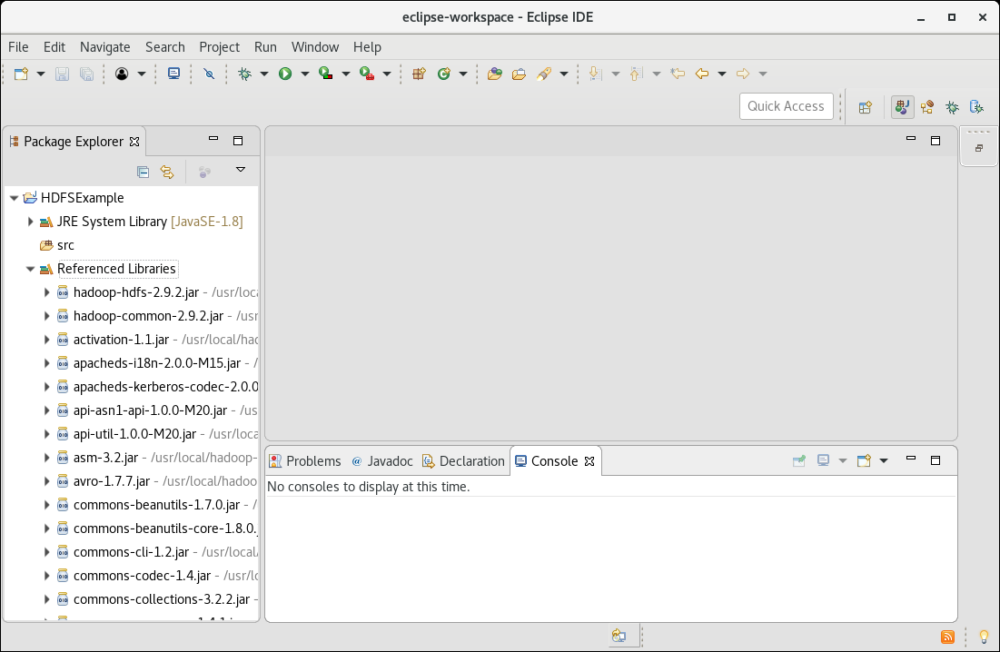 eclipse-workspace - Eclipse IDE
File Edit Navigate Search Project Run Window Help
Quick Access
Package Explorer
HDFSExample
JRE System Library [JavaSE-1.8]
src
Referenced Libraries
hadoop-hdfs-2.9.2.jar - /usr/loca
hadoop-common-2.9.2.jar - /usr
activation-1.1.jar - /usr/local/had
apacheds-i18n-2.0.0-M15.jar - /
apacheds-kerberos-codec-2.0.0
api-asn1-api-1.0.0-M20.jar - /us
api-util-1.0.0-M20.jar - /usr/loca
asm-3.2.jar - /usr/local/hadoop-
avro-1.7.7.jar - /usr/local/hadoo
commons-beanutils-1.7.0.jar - /
commons-beanutils-core-1.8.0.j
commons-cli-1.2.jar - /usr/local/
commons-codec-1.4.jar - /usr/lo
commons-collections-3.2.2.jar -
Problems @ Javadoc Declaration Console
No consoles to display at this time.